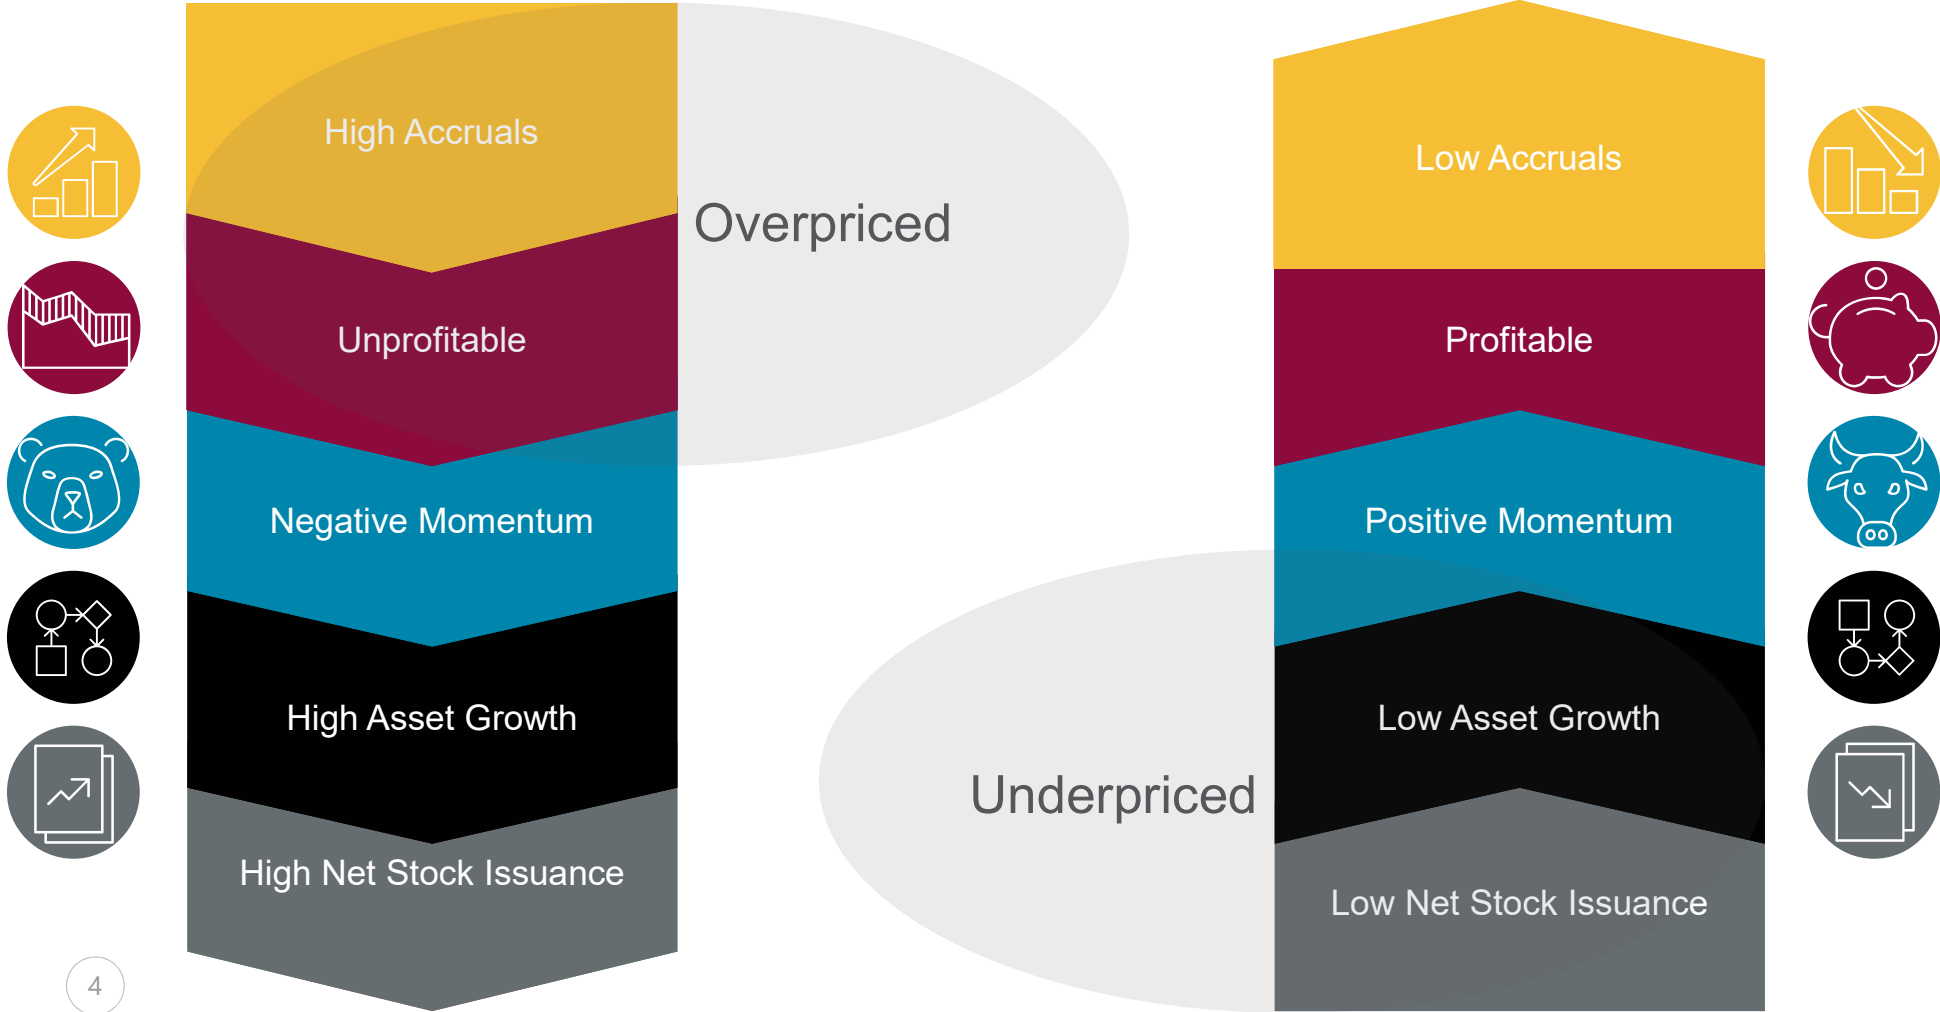 High Accruals
Unprofitable
Negative Momentum
High Asset Growth
High Net Stock Issuance
Overpriced
Underpriced
Low Accruals
Profitable
Positive Momentum
Low Asset Growth
Low Net Stock Issuance
4